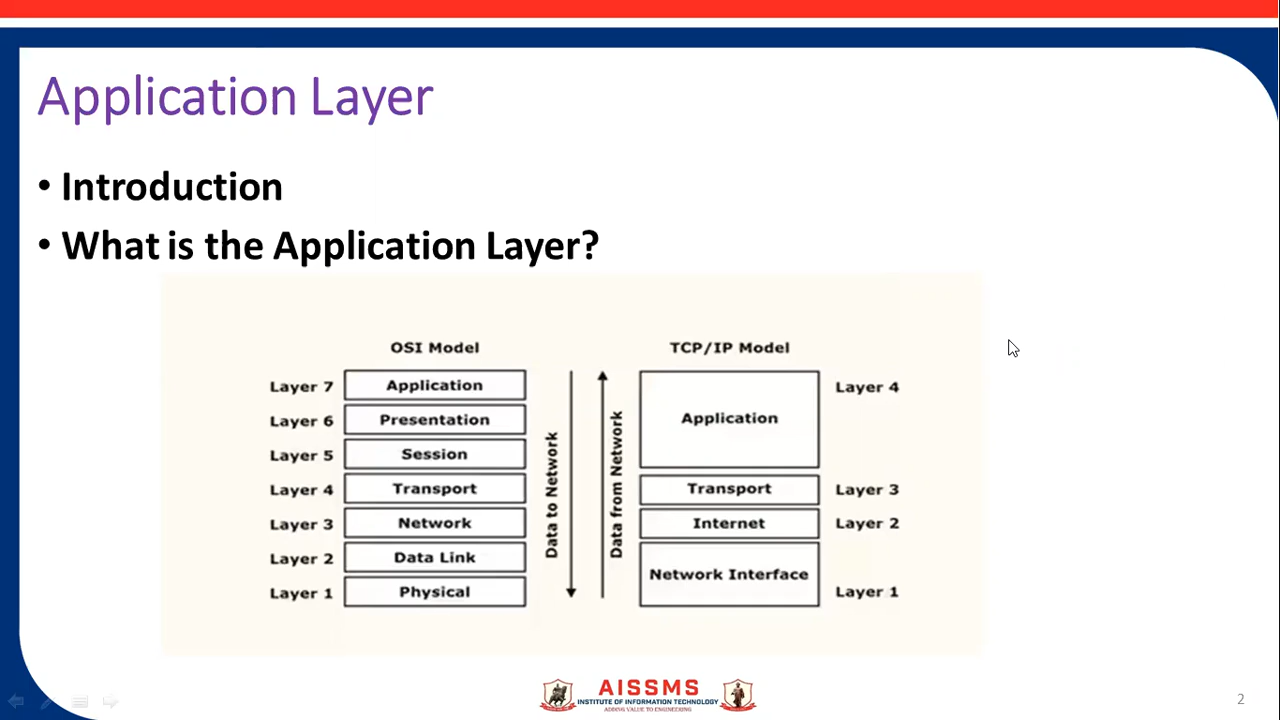 Application Layer
• Introduction
• What is the Application Layer?
OSI Model
TCP/IP Model
Layer 7
Application
Layer 6
Presentation
Layer 5
Session
Layer 4
Transport
Layer 3
Network
Layer 2
Data Link
Layer 1
Physical
Data to Network
Data from Network
Application
Layer 4
Transport
Layer 3
Internet
Layer 2
Network Interface
Layer 1
AISSMS
INSTITUTE OF INFORMATION TECHNOLOGY
ADDING VALUE TO ENGINEERING
2